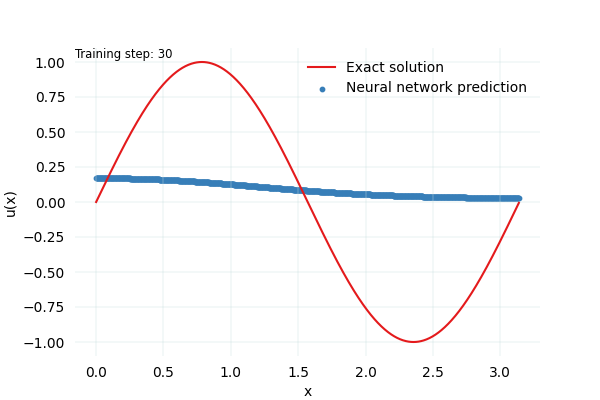 Training step: 30
Exact solution
Neural network prediction
u(x)
1.00
0.75
0.50
0.25
0.00
−0.25
−0.50
−0.75
−1.00
0.0 0.5 1.0 1.5 2.0 2.5 3.0
x